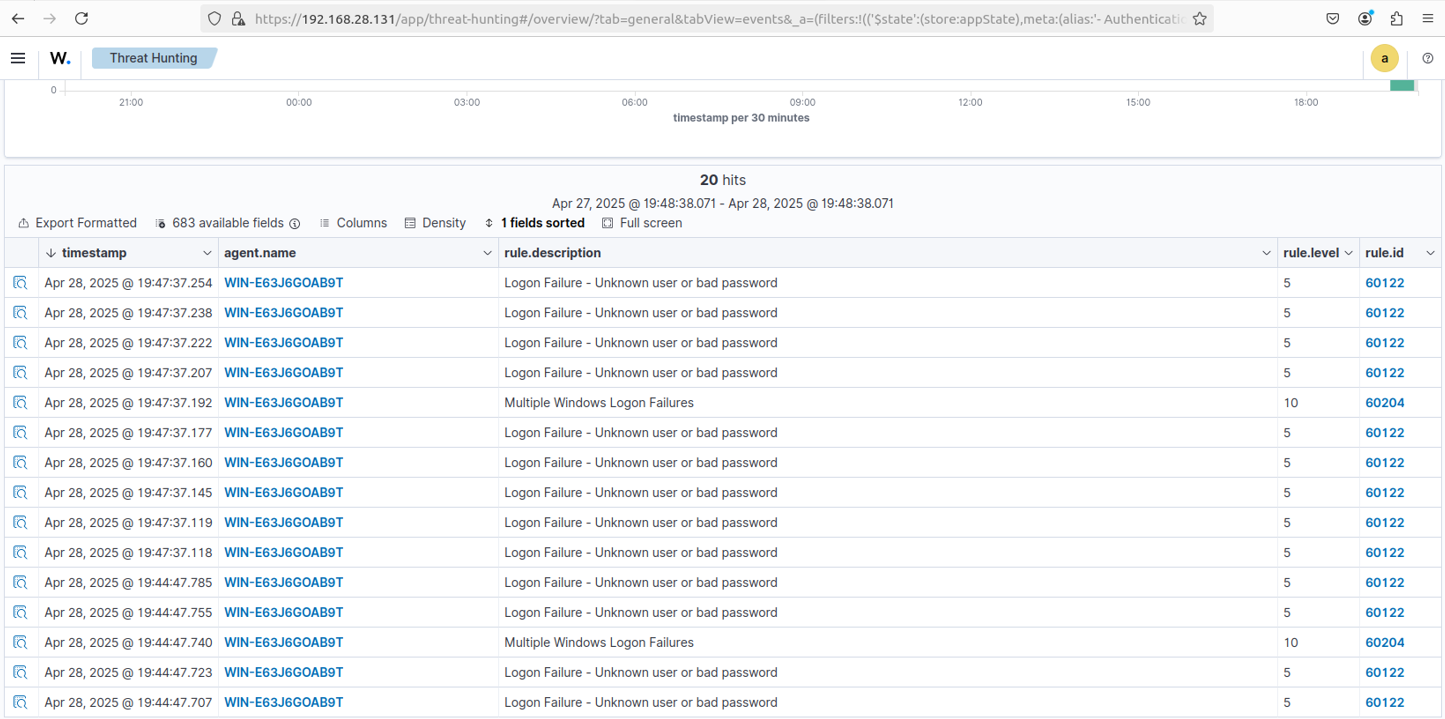 https://192.168.28.131/app/threat-hunting#/overview/?tab=general&tabView=events&_a=(filters:!(('$state':(store:appState),meta:(alias:'- Authenticatio
W. Threat Hunting a
0
21:00 00:00 03:00 06:00 09:00 12:00 15:00 18:00
timestamp per 30 minutes
20 hits
Apr 27, 2025 @ 19:48:38.071 - Apr 28, 2025 @ 19:48:38.071
Export Formatted 683 available fields Columns Density 1 fields sorted Full screen
timestamp agent.name rule.description rule.level rule.id
Apr 28, 2025 @ 19:47:37.254 WIN-E63J6GOAB9T Logon Failure - Unknown user or bad password 5 60122
Apr 28, 2025 @ 19:47:37.238 WIN-E63J6GOAB9T Logon Failure - Unknown user or bad password 5 60122
Apr 28, 2025 @ 19:47:37.222 WIN-E63J6GOAB9T Logon Failure - Unknown user or bad password 5 60122
Apr 28, 2025 @ 19:47:37.207 WIN-E63J6GOAB9T Logon Failure - Unknown user or bad password 5 60122
Apr 28, 2025 @ 19:47:37.192 WIN-E63J6GOAB9T Multiple Windows Logon Failures 10 60204
Apr 28, 2025 @ 19:47:37.177 WIN-E63J6GOAB9T Logon Failure - Unknown user or bad password 5 60122
Apr 28, 2025 @ 19:47:37.160 WIN-E63J6GOAB9T Logon Failure - Unknown user or bad password 5 60122
Apr 28, 2025 @ 19:47:37.145 WIN-E63J6GOAB9T Logon Failure - Unknown user or bad password 5 60122
Apr 28, 2025 @ 19:47:37.119 WIN-E63J6GOAB9T Logon Failure - Unknown user or bad password 5 60122
Apr 28, 2025 @ 19:47:37.118 WIN-E63J6GOAB9T Logon Failure - Unknown user or bad password 5 60122
Apr 28, 2025 @ 19:44:47.785 WIN-E63J6GOAB9T Logon Failure - Unknown user or bad password 5 60122
Apr 28, 2025 @ 19:44:47.755 WIN-E63J6GOAB9T Logon Failure - Unknown user or bad password 5 60122
Apr 28, 2025 @ 19:44:47.740 WIN-E63J6GOAB9T Multiple Windows Logon Failures 10 60204
Apr 28, 2025 @ 19:44:47.723 WIN-E63J6GOAB9T Logon Failure - Unknown user or bad password 5 60122
Apr 28, 2025 @ 19:44:47.707 WIN-E63J6GOAB9T Logon Failure - Unknown user or bad password 5 60122